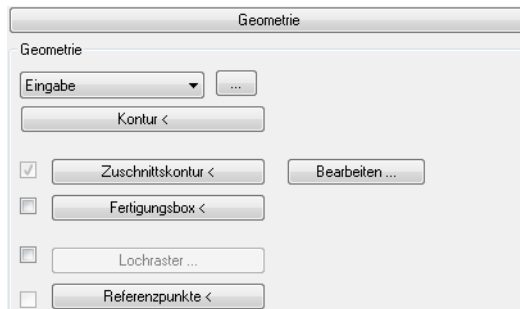 Geometrie
Geometrie
Eingabe ...
Kontur <
Zuschnittskontur < Bearbeiten ...
Fertigungsbox <
Lochraster ...
Referenzpunkte <